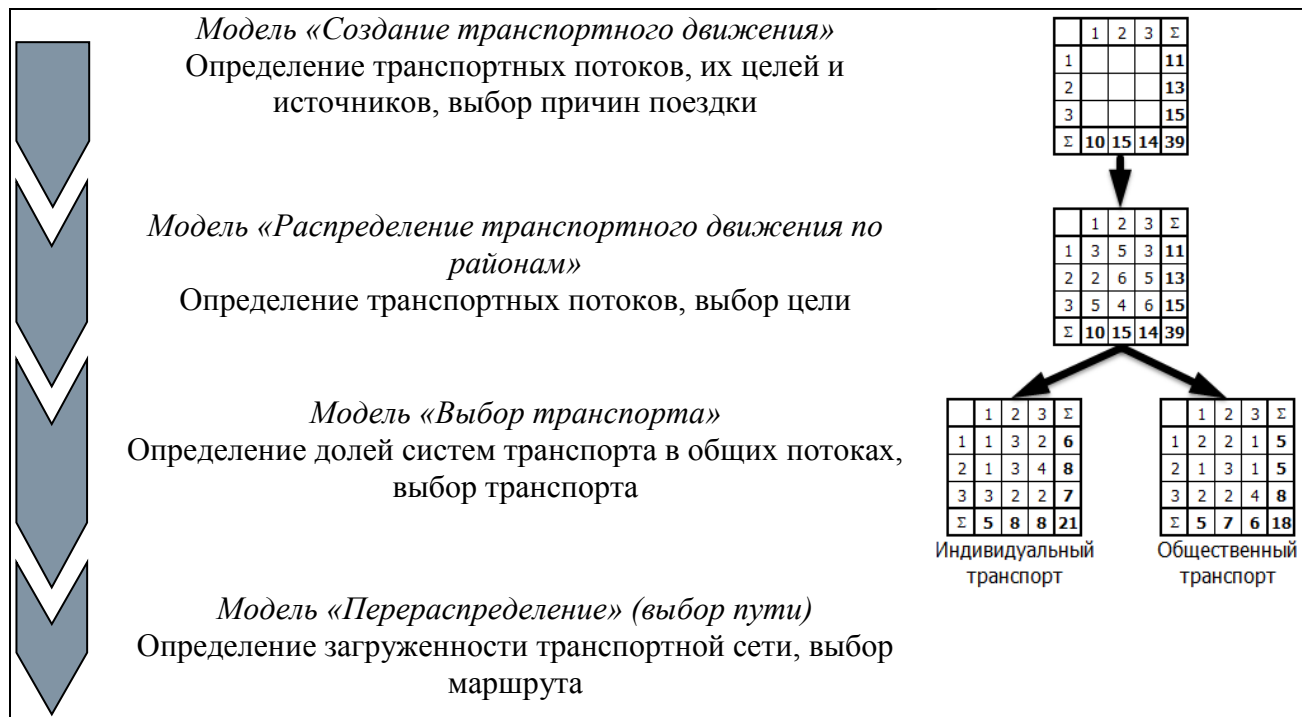 Модель «Создание транспортного движения»
Определение транспортных потоков, их целей и
источников, выбор причин поездки
1 2 3 Σ
1 11
2 13
3 15
Σ 10 15 14 39
Модель «Распределение транспортного движения по
районам»
Определение транспортных потоков, выбор цели
1 2 3 Σ
1 3 5 3 11
2 2 6 5 13
3 5 4 6 15
Σ 10 15 14 39
Модель «Выбор транспорта»
Определение долей систем транспорта в общих потоках,
выбор транспорта
1 2 3 Σ
1 1 3 2 6
2 1 3 4 8
3 3 2 2 7
Σ 5 8 8 21
Индивидуальный
транспорт
1 2 3 Σ
1 2 2 1 5
2 1 3 1 5
3 2 2 4 8
Σ 5 7 6 18
Общественный
транспорт
Модель «Перераспределение» (выбор пути)
Определение загруженности транспортной сети, выбор
маршрута